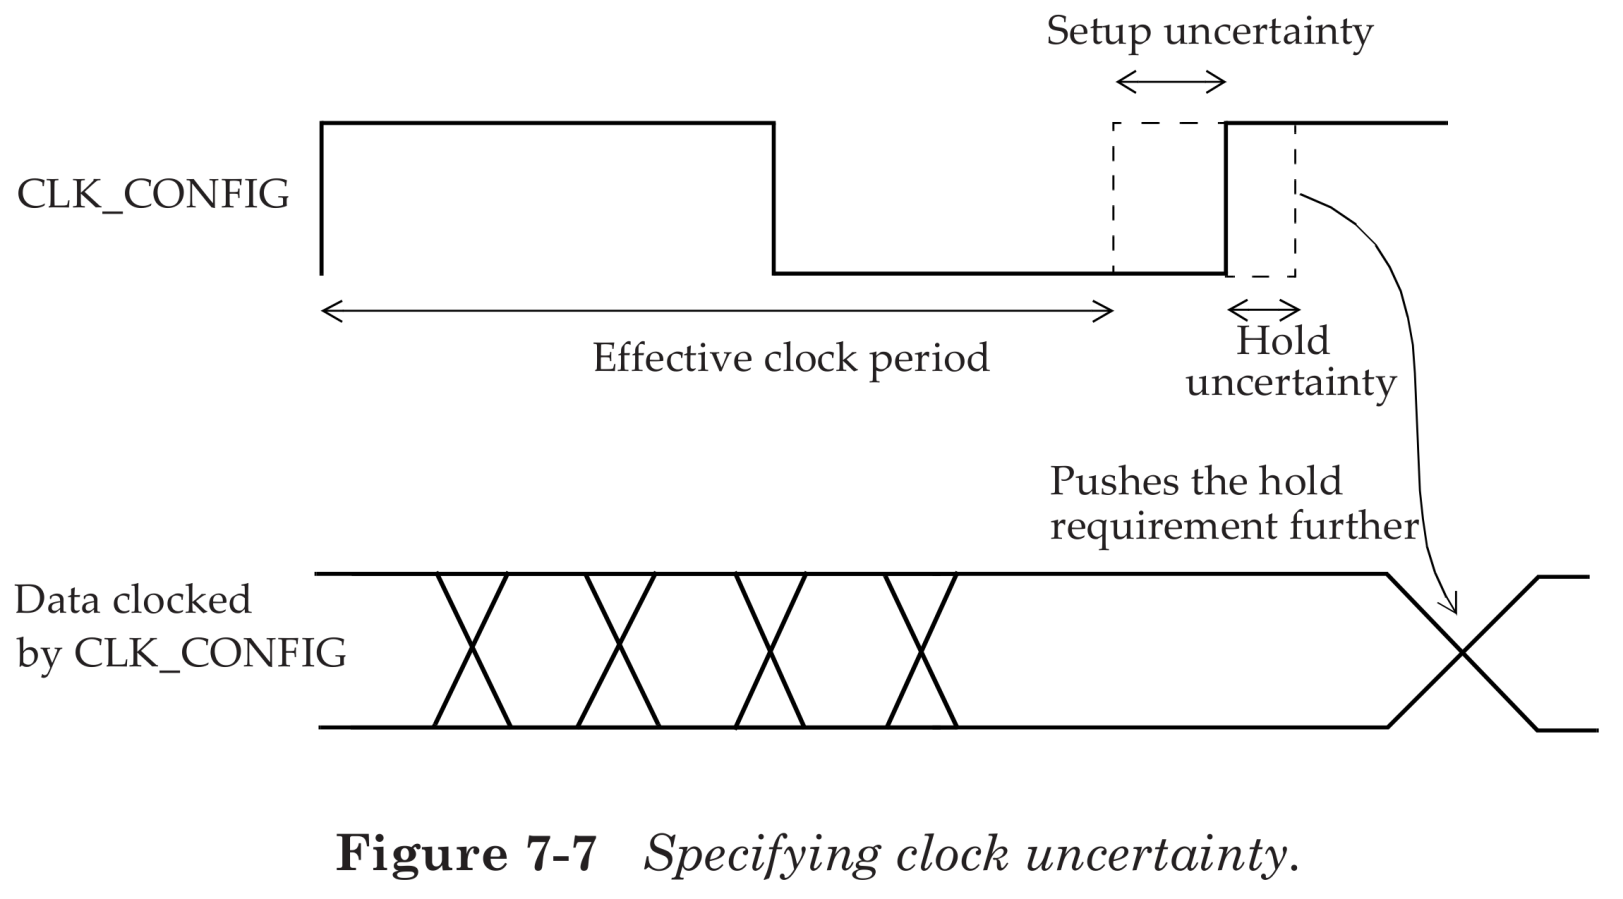 Setup uncertainty
CLK_CONFIG
Effective clock period
Hold
uncertainty
Pushes the hold
requirement further
Data clocked
by CLK_CONFIG
Figure 7-7 Specifying clock uncertainty.